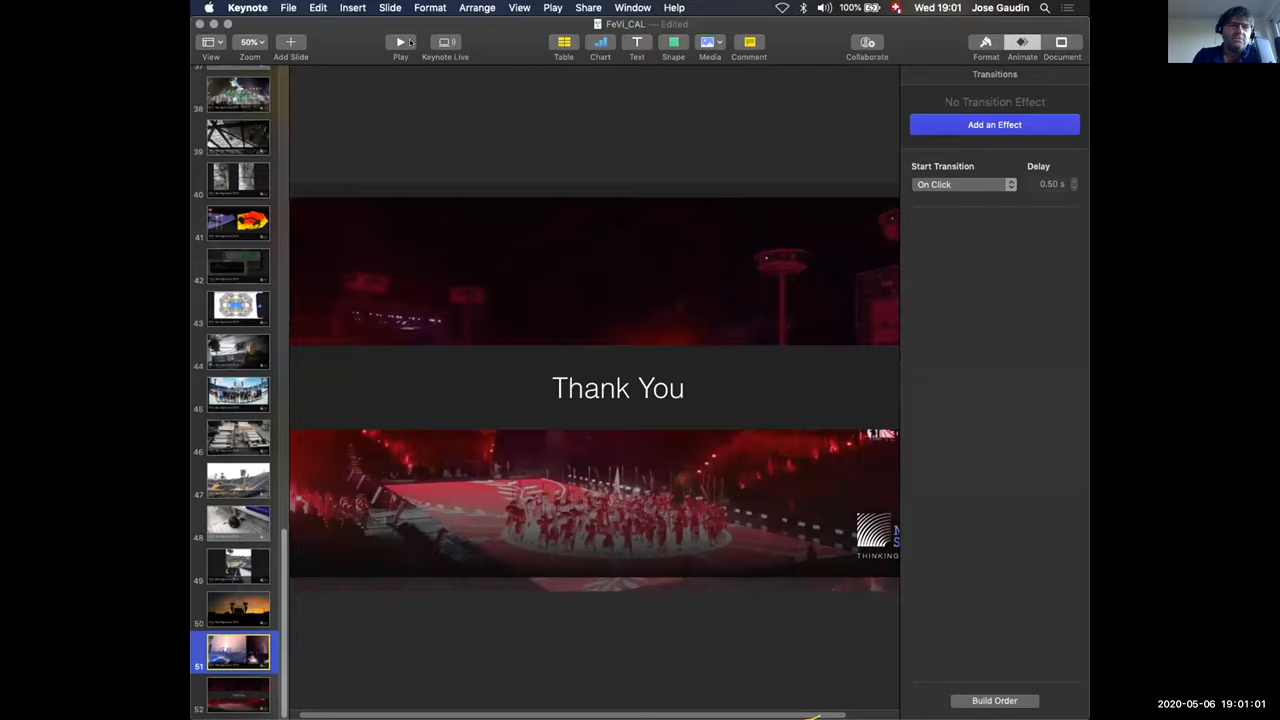 Keynote File Edit Insert Slide Format Arrange View Play Share Window Help 100% Wed 19:01 Jose Gaudin
FeVi_CAL — Edited
50%
View Zoom Add Slide Play Keynote Live Table Chart Text Shape Media Comment Collaborate Format Animate Document
Transitions
No Transition Effect
Add an Effect
Start Transition Delay
On Click 0.50 s
37
38
39
40
41
42
43
44
45
46
47
48
49
50
51
52
Thank You
THINKING
Build Order
2020-05-06 19:01:01